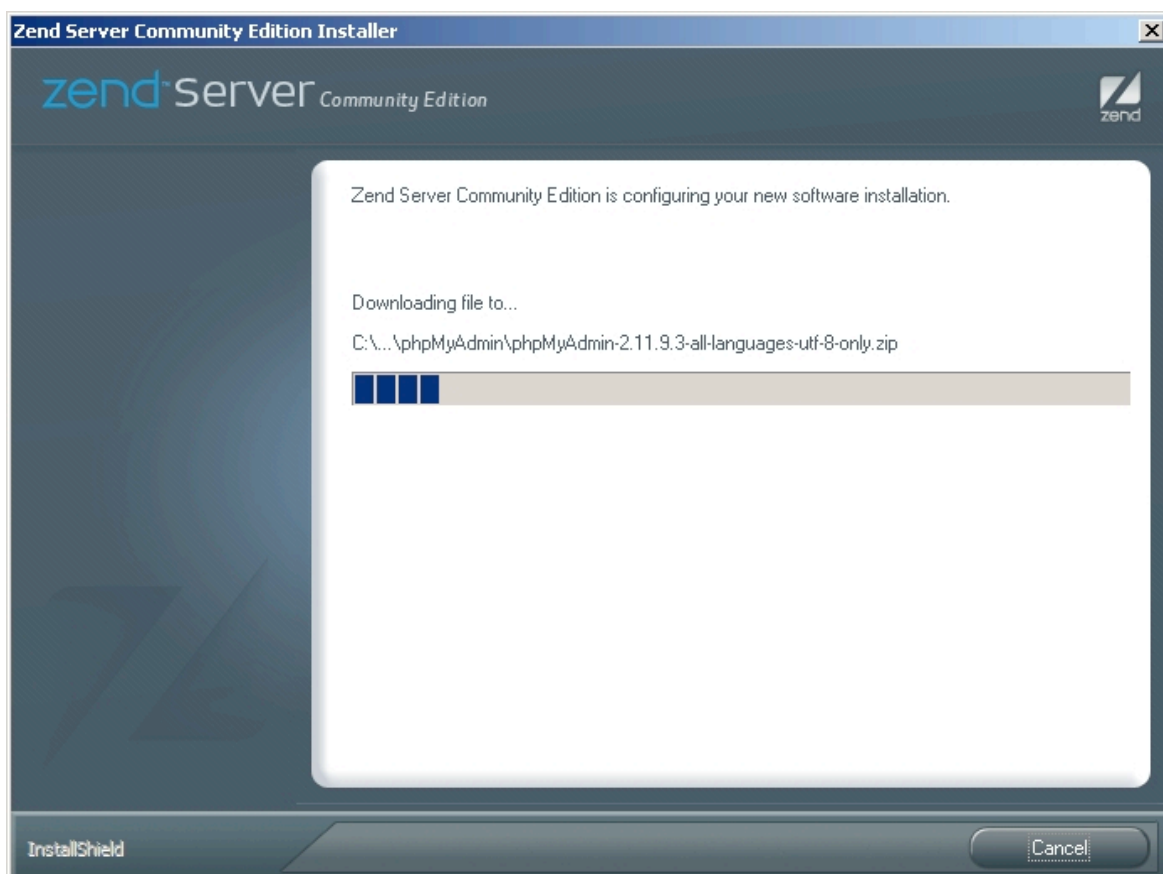 Zend Server Community Edition Installer
zend™ Server Community Edition
zend
Zend Server Community Edition is configuring your new software installation.
Downloading file to...
C:\...\phpMyAdmin\phpMyAdmin-2.11.9.3-all-languages-utf-8-only.zip
InstallShield
Cancel